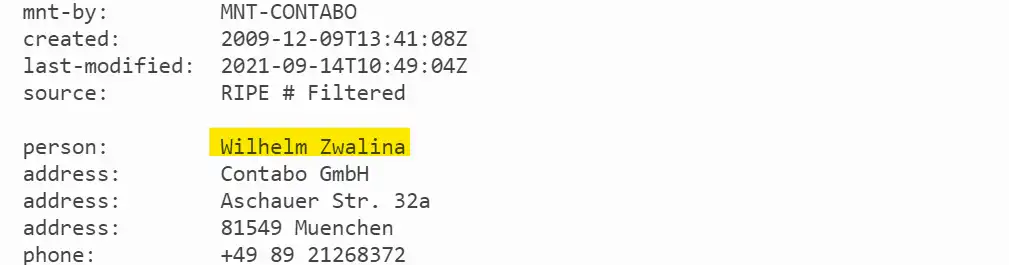 mnt-by: MNT-CONTABO
created: 2009-12-09T13:41:08Z
last-modified: 2021-09-14T10:49:04Z
source: RIPE # Filtered
person: Wilhelm Zwalina
address: Contabo GmbH
address: Aschauer Str. 32a
address: 81549 Muenchen
phone: +49 89 21268372